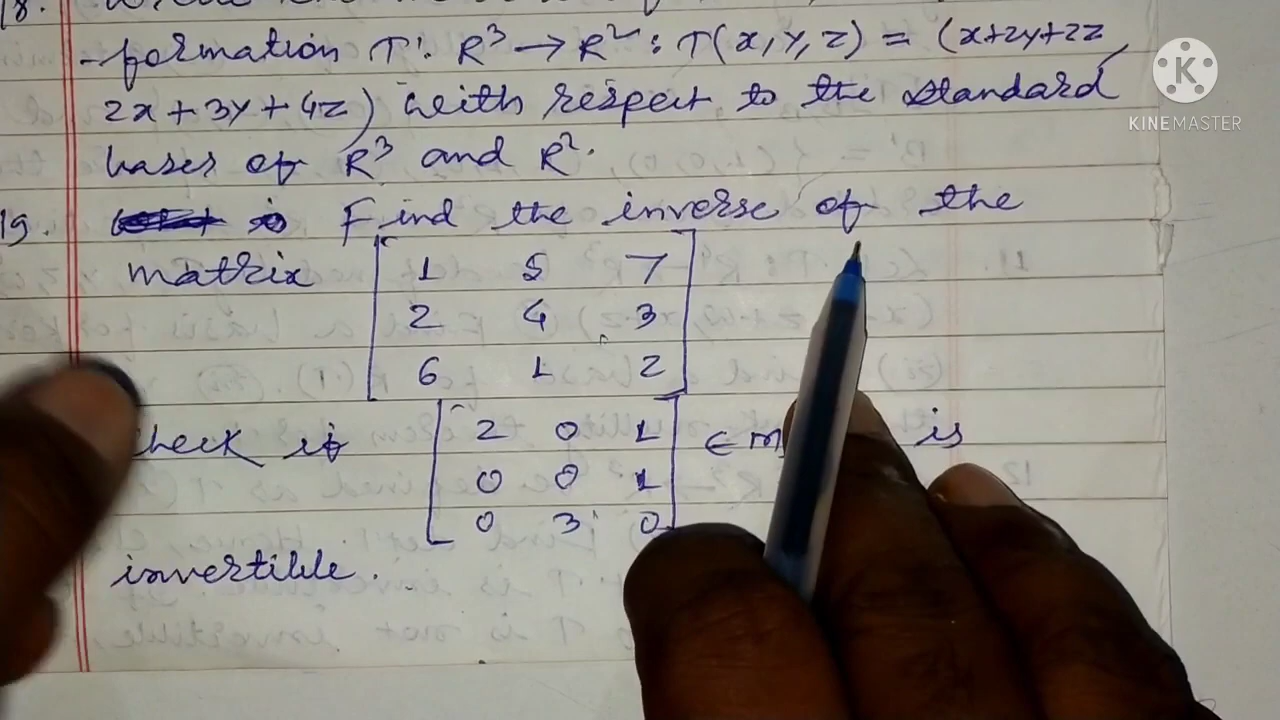 18.
formation T: R³ → R² : T(x, y, z) = (x+2y+2z,
2x+3y+4z) with respect to the standard
bases of R³ and R².
19. Find the inverse of the
matrix [1 5 7
2 4 3
6 1 2]
check if [2 0 1
0 0 1
0 3 0] ∈ is
invertible.
KINEMASTER